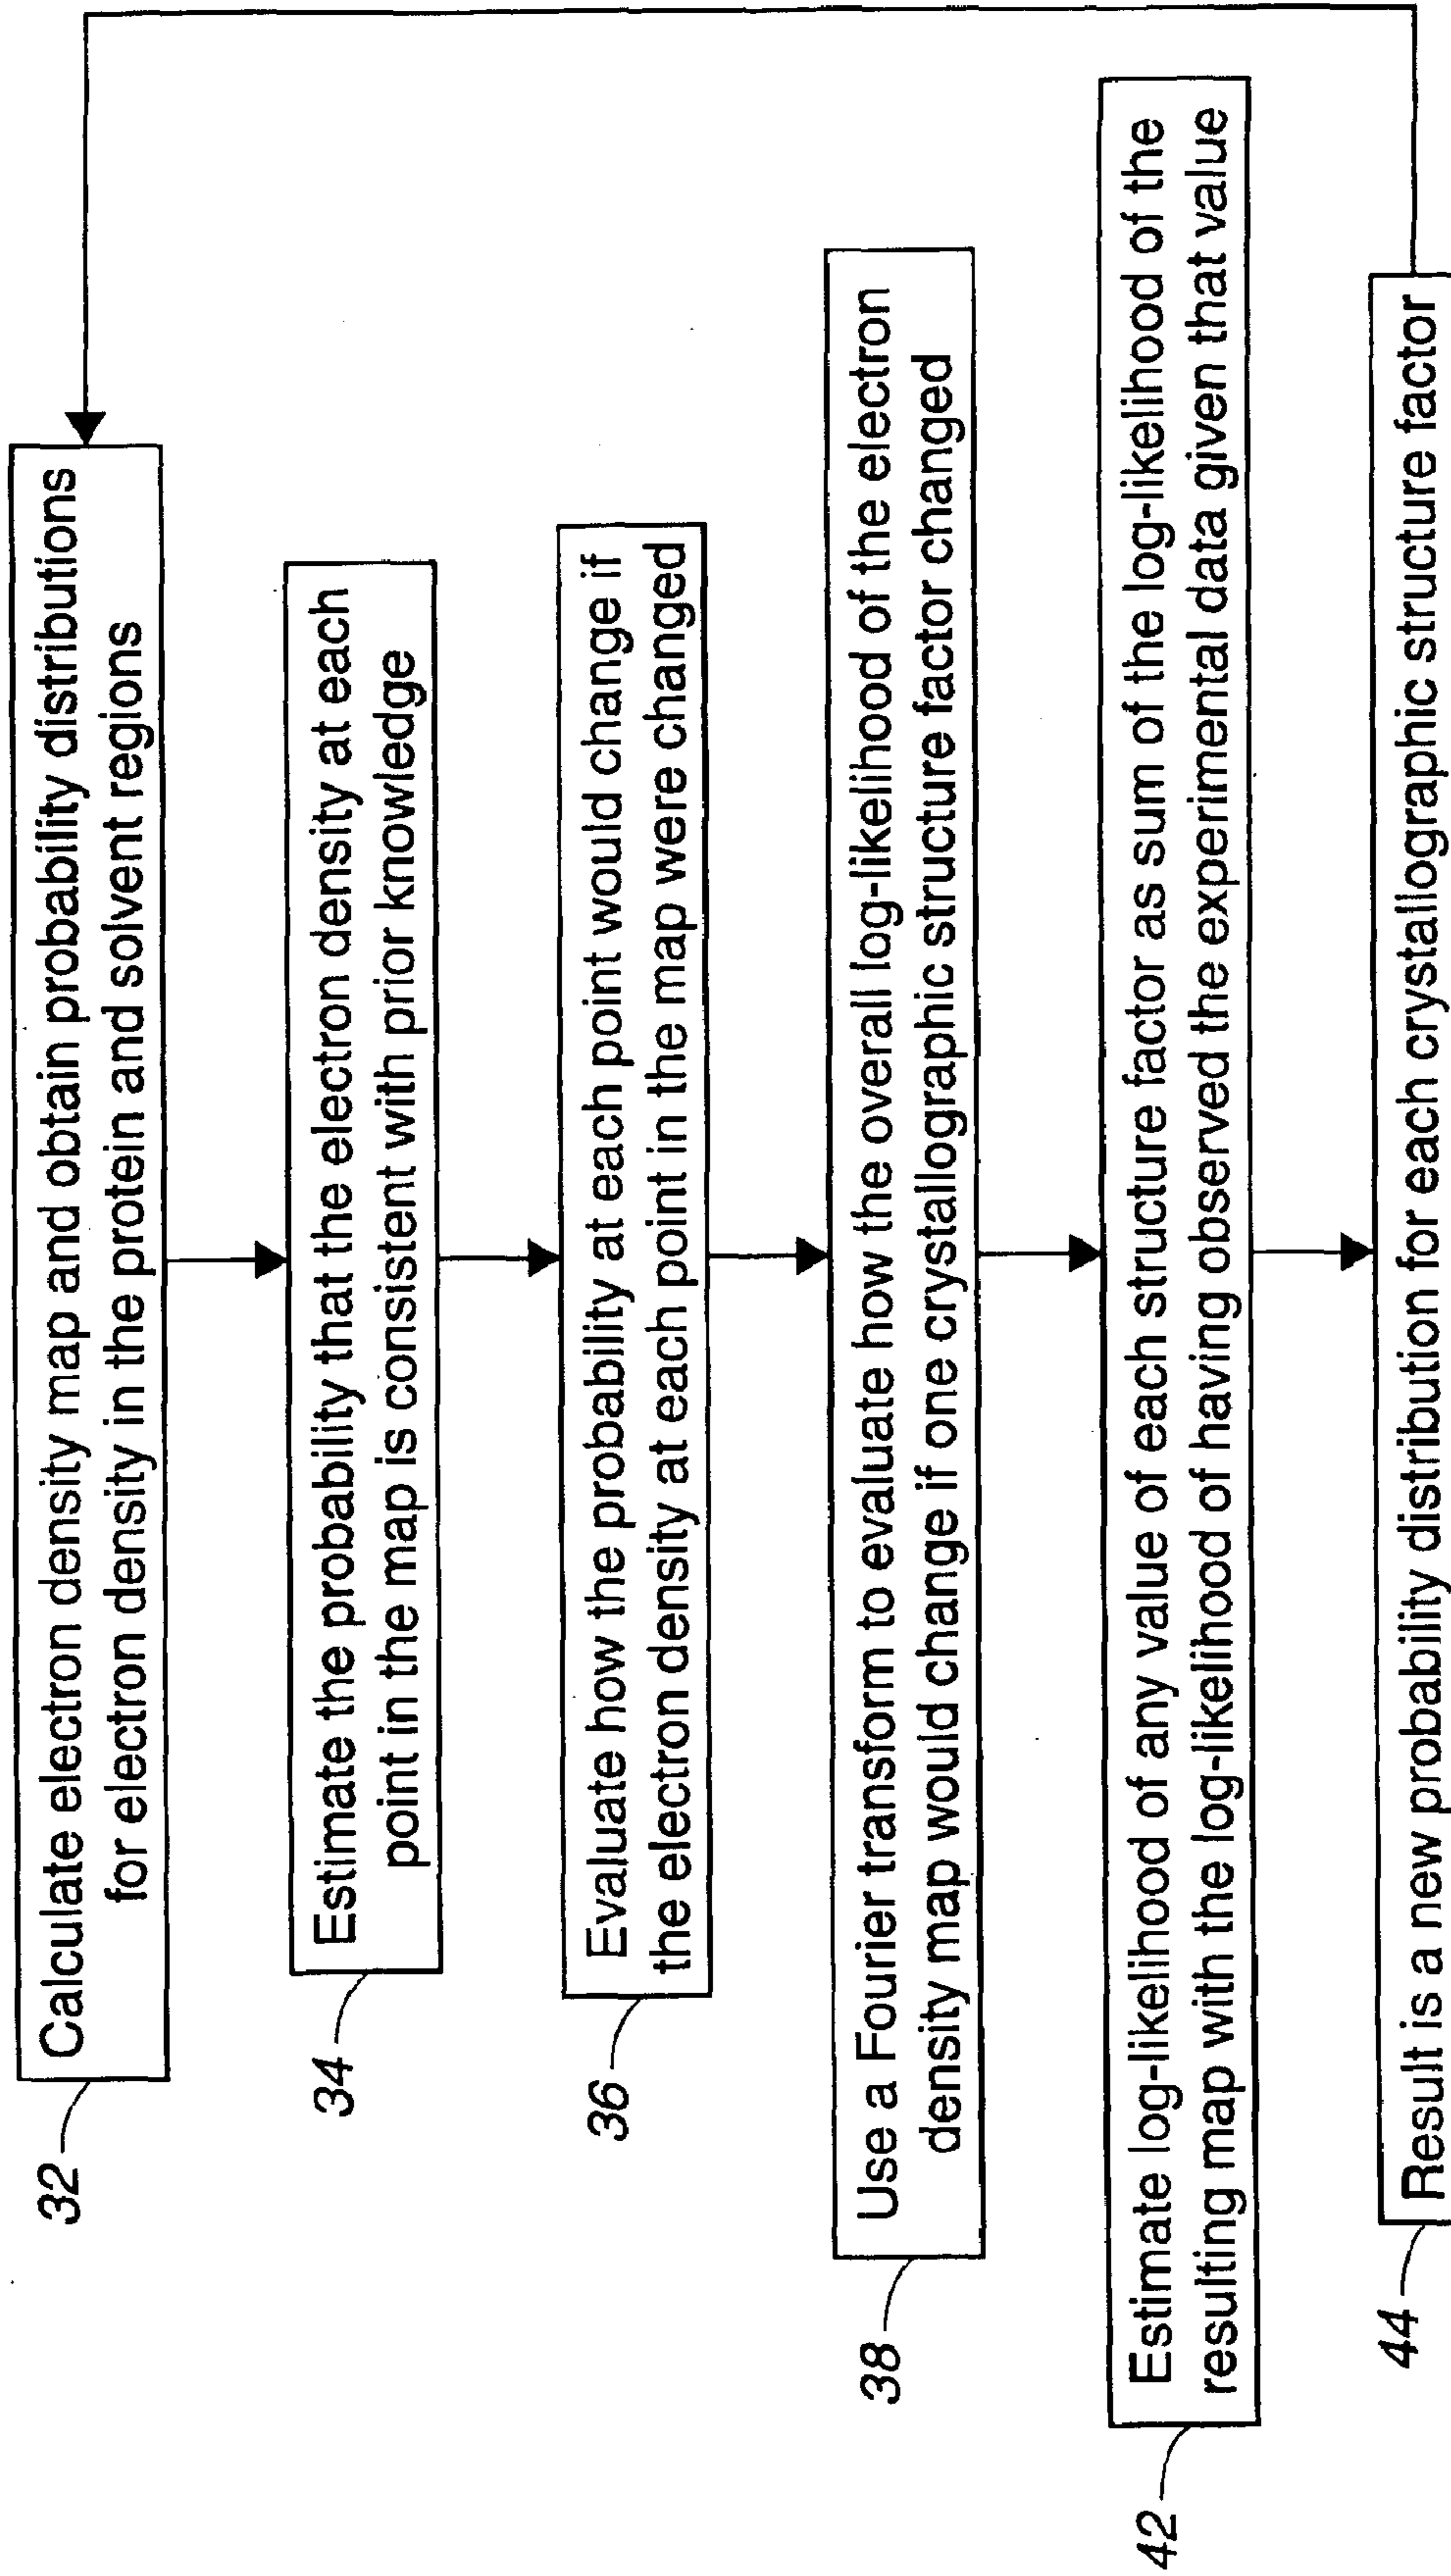 32
Calculate electron density map and obtain probability distributions
for electron density in the protein and solvent regions
34
Estimate the probability that the electron density at each
point in the map is consistent with prior knowledge
36
Evaluate how the probability at each point would change if
the electron density at each point in the map were changed
38
Use a Fourier transform to evaluate how the overall log-likelihood of the electron
density map would change if one crystallographic structure factor changed
42
Estimate log-likelihood of any value of each structure factor as sum of the log-likelihood of the
resulting map with the log-likelihood of having observed the experimental data given that value
44
Result is a new probability distribution for each crystallographic structure factor